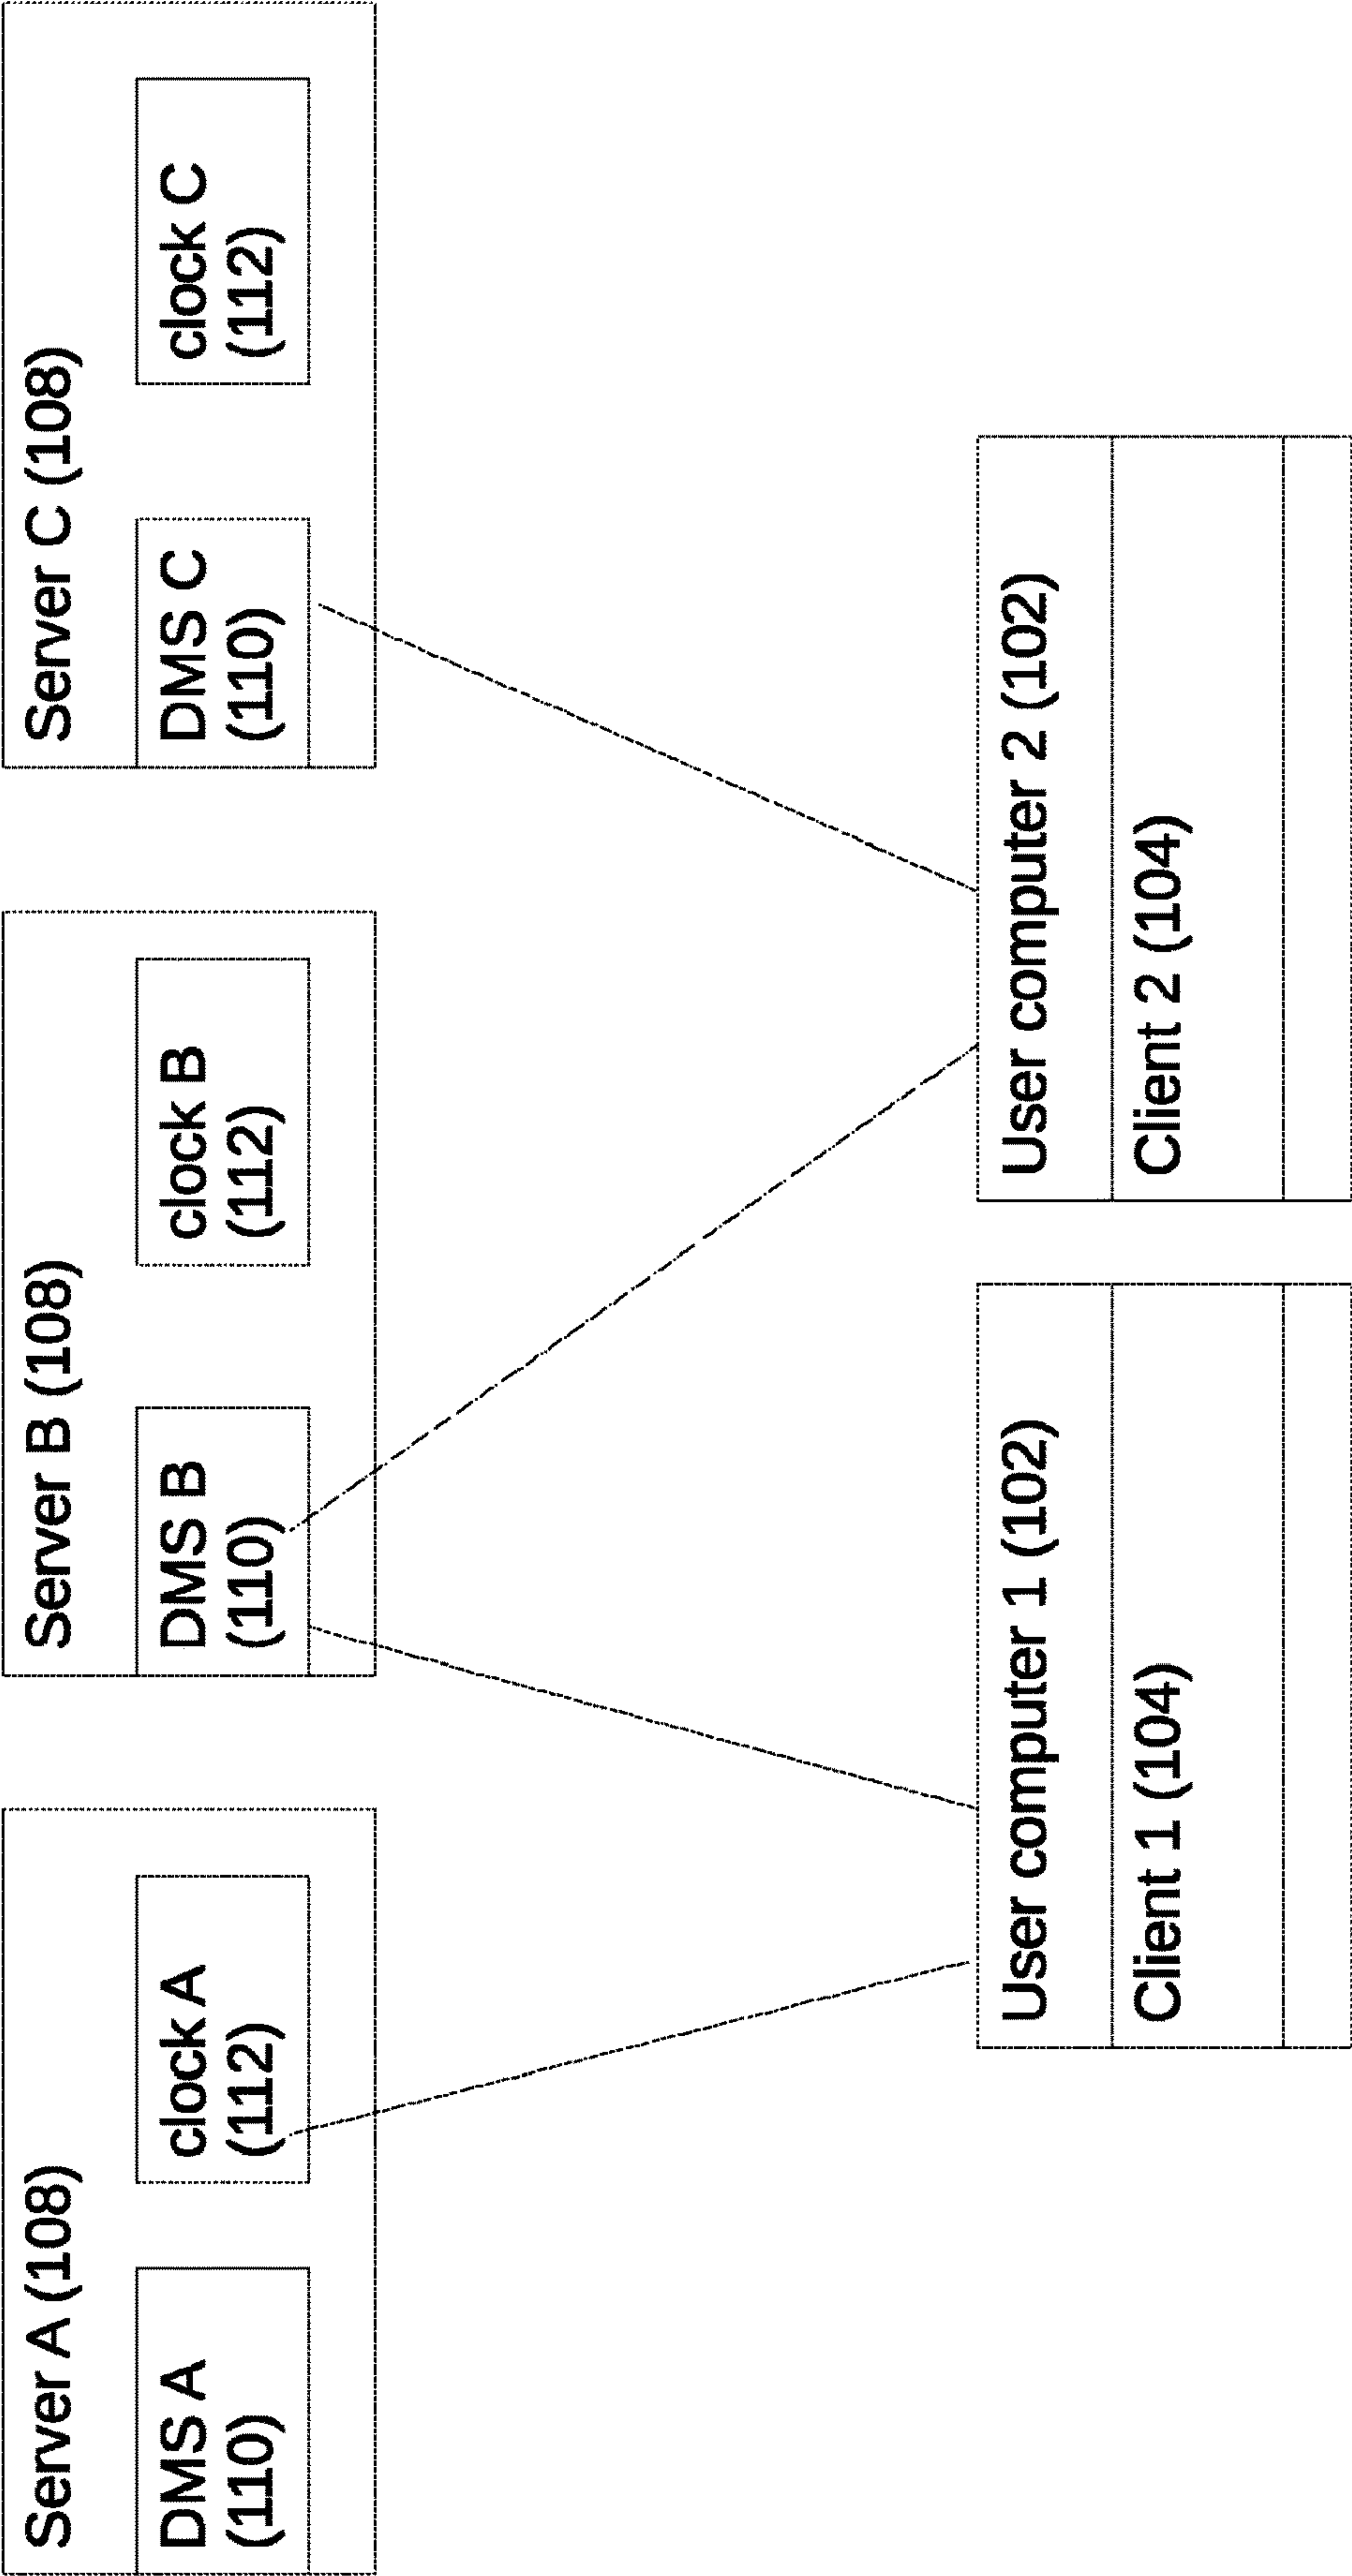 Server A (108)
DMS A
(110)
clock A
(112)
Server B (108)
DMS B
(110)
clock B
(112)
Server C (108)
DMS C
(110)
clock C
(112)
User computer 1 (102)
Client 1 (104)
User computer 2 (102)
Client 2 (104)